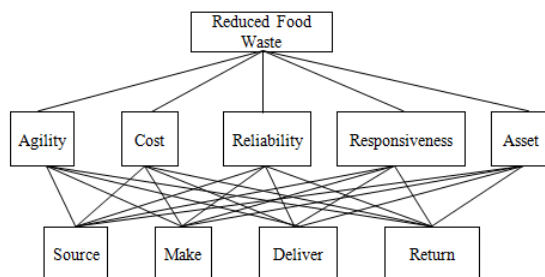 Reduced Food
Waste
Agility
Cost
Reliability
Responsiveness
Asset
Source
Make
Deliver
Return